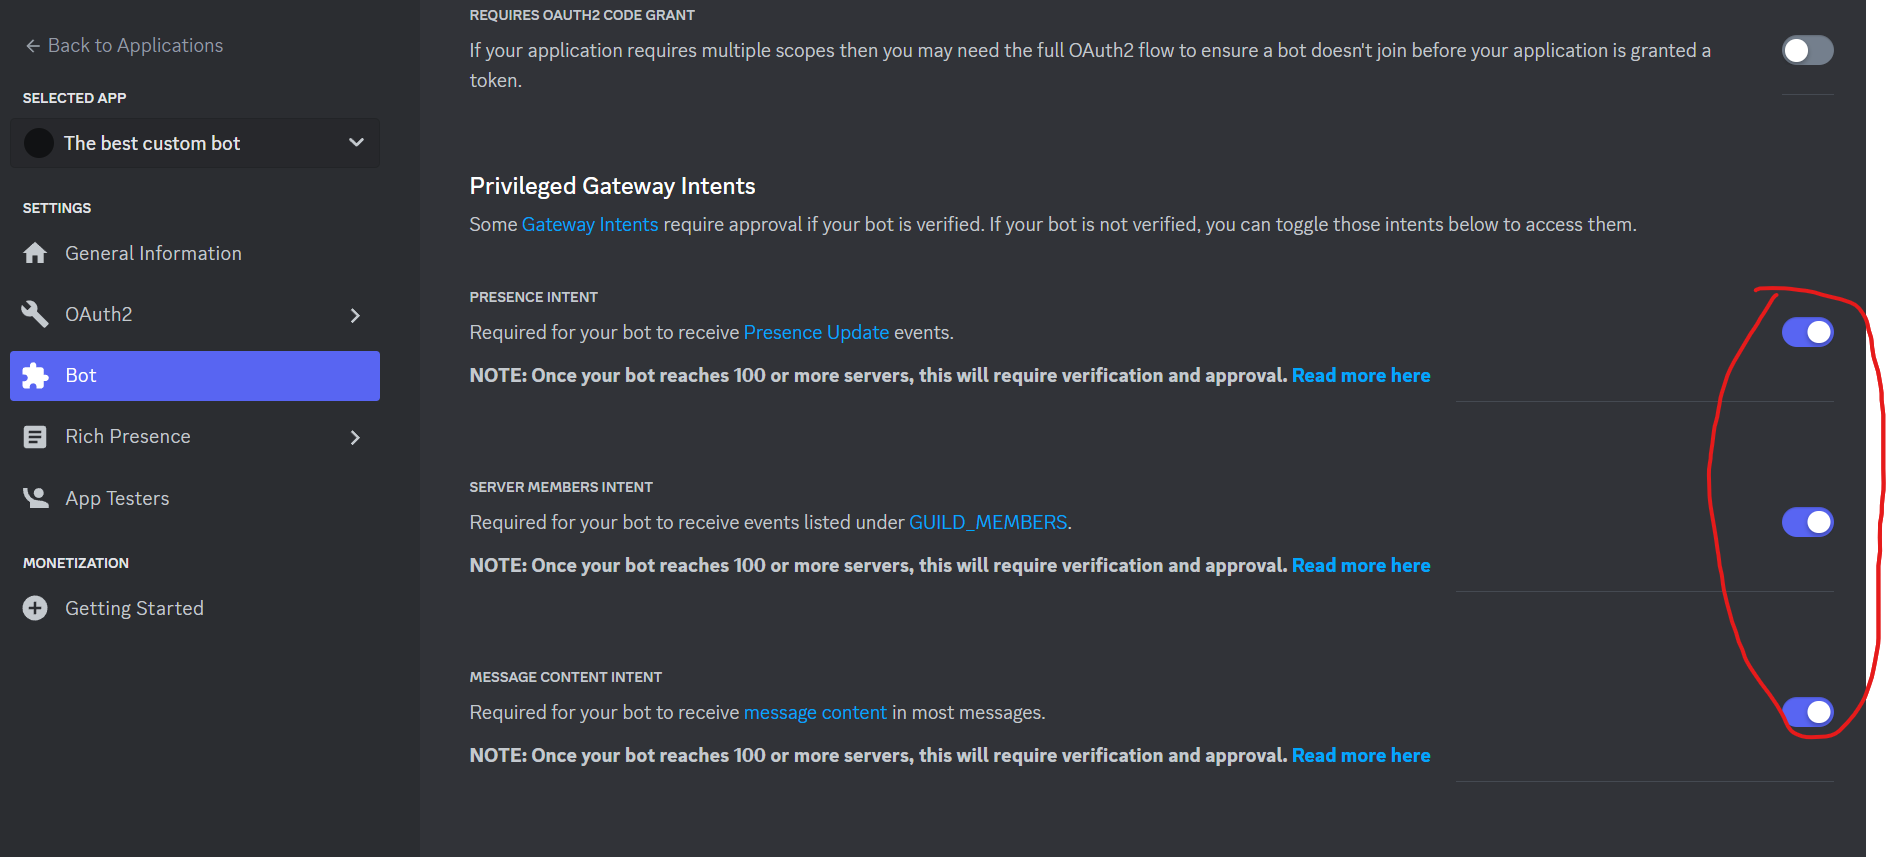 Back to Applications
SELECTED APP
The best custom bot
SETTINGS
General Information
OAuth2
Bot
Rich Presence
App Testers
MONETIZATION
Getting Started
REQUIRES OAUTH2 CODE GRANT
If your application requires multiple scopes then you may need the full OAuth2 flow to ensure a bot doesn't join before your application is granted a
token.
Privileged Gateway Intents
Some Gateway Intents require approval if your bot is verified. If your bot is not verified, you can toggle those intents below to access them.
PRESENCE INTENT
Required for your bot to receive Presence Update events.
NOTE: Once your bot reaches 100 or more servers, this will require verification and approval. Read more here
SERVER MEMBERS INTENT
Required for your bot to receive events listed under GUILD_MEMBERS.
NOTE: Once your bot reaches 100 or more servers, this will require verification and approval. Read more here
MESSAGE CONTENT INTENT
Required for your bot to receive message content in most messages.
NOTE: Once your bot reaches 100 or more servers, this will require verification and approval. Read more here